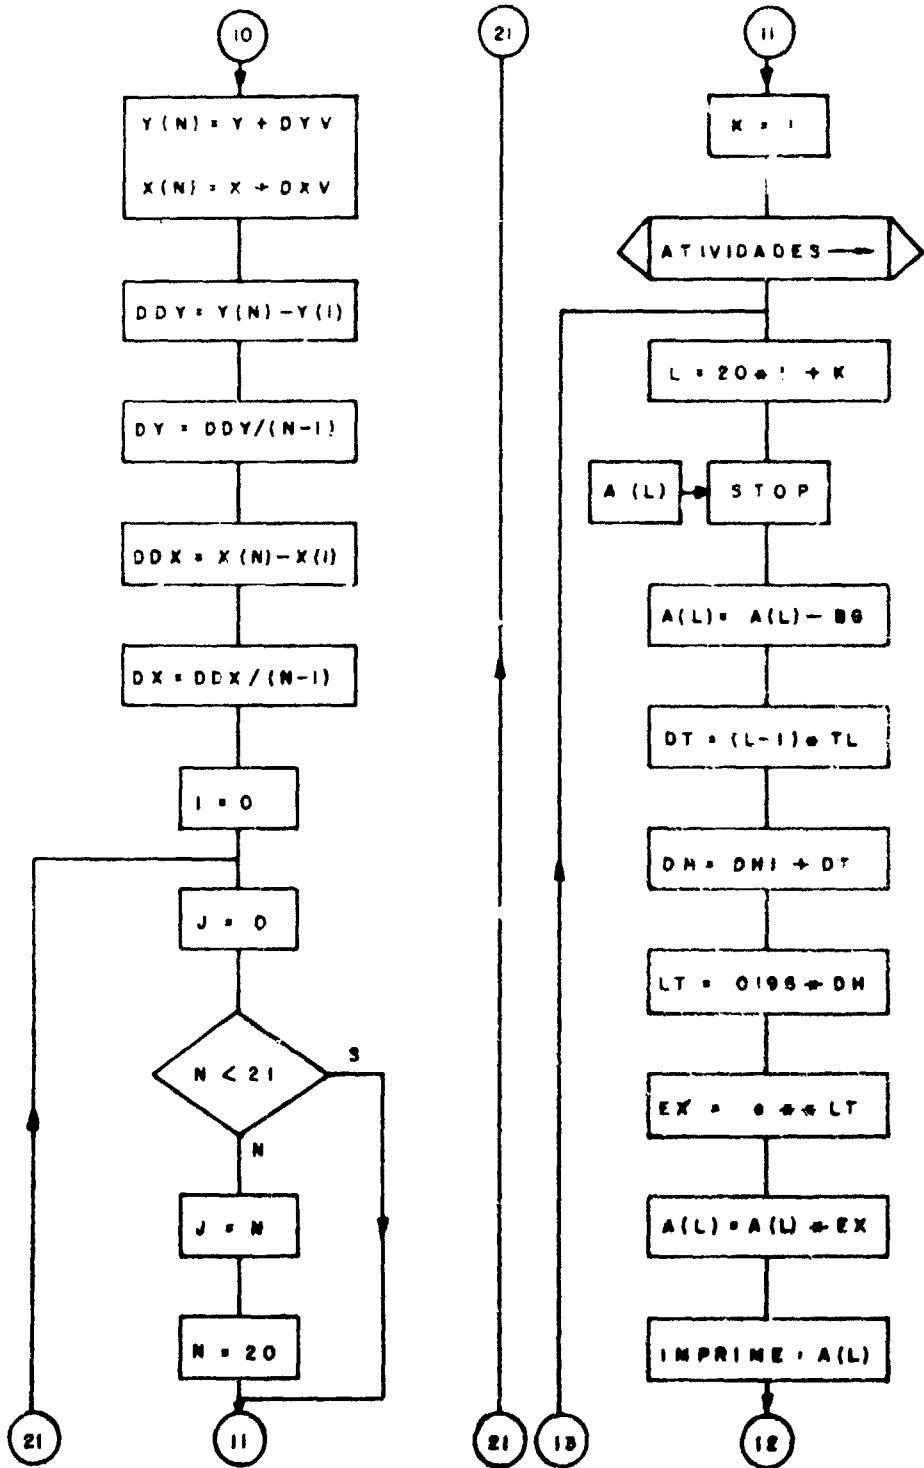 10
Y(N) = Y + DYV
X(N) = X + DXV
DDY = Y(N)-Y(1)
DY = DDY/(N-1)
DDX = X(N)-X(1)
DX = DDX/(N-1)
I = 0
J = 0
N < 21
S
N
J = N
N = 20
21
11
21
21
11
K = 1
ATIVIDADES
L = 20 * I + K
A (L)
STOP
A(L) = A(L) - BG
DT = (L-1) * TL
DH = DHI + DT
LT = 0196 * DH
EX = e ** LT
A(L) = A(L) * EX
IMPRIME: A(L)
13
12